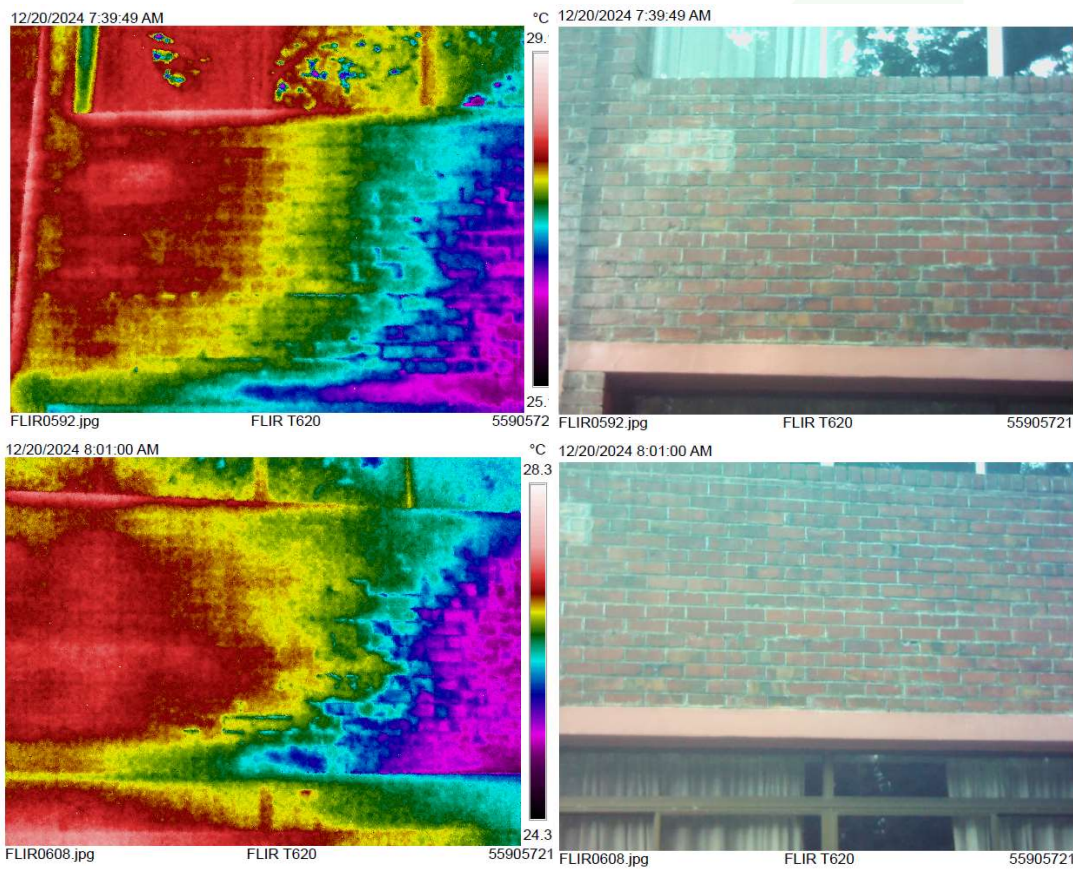 12/20/2024 7:39:49 AM
°C
29.
25.
FLIR0592.jpg FLIR T620 5590572
12/20/2024 7:39:49 AM
FLIR0592.jpg FLIR T620 55905721
12/20/2024 8:01:00 AM
°C
28.3
24.3
FLIR0608.jpg FLIR T620 55905721
12/20/2024 8:01:00 AM
FLIR0608.jpg FLIR T620 55905721